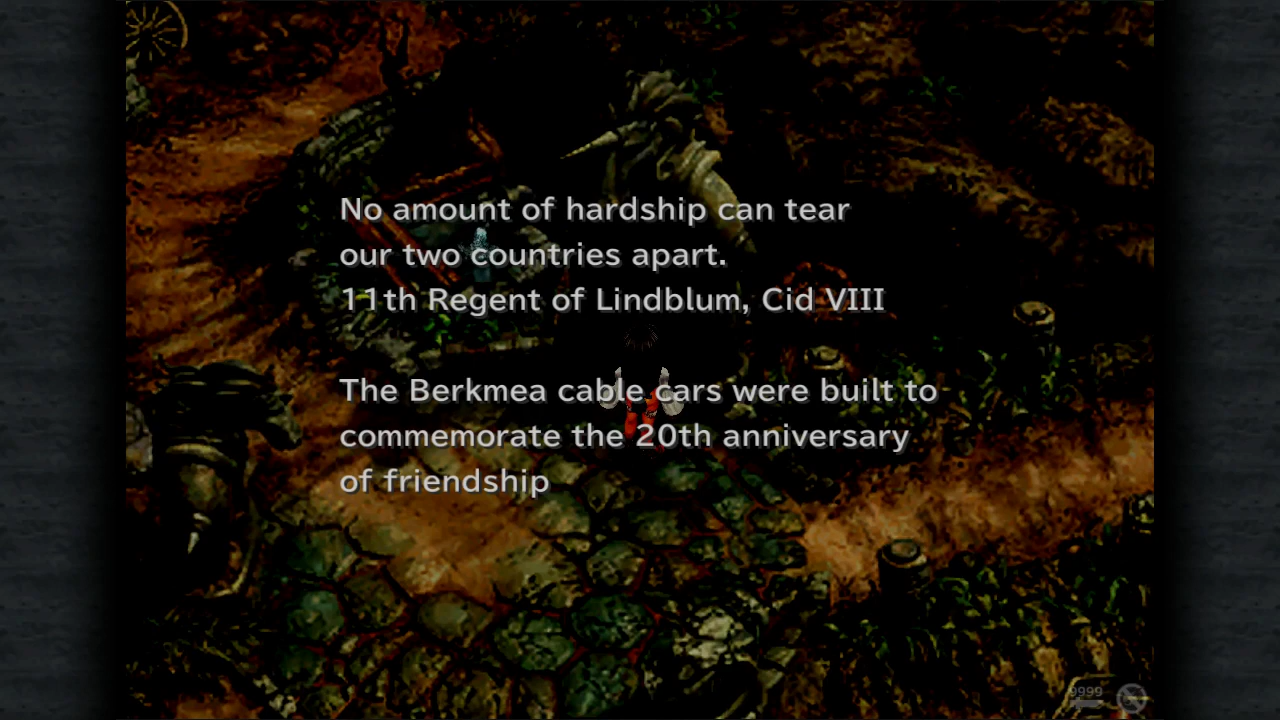 No amount of hardship can tear
our two countries apart.
11th Regent of Lindblum, Cid VIII
The Berkmea cable cars were built to
commemorate the 20th anniversary
of friendship
9999